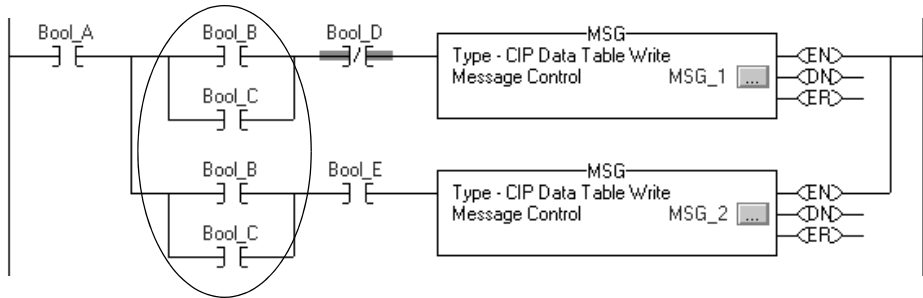 Bool_A
Bool_B
Bool_D
MSG
Type - CIP Data Table Write
Message Control MSG_1 ...
EN
DN
ER
Bool_C
Bool_B
Bool_E
MSG
Type - CIP Data Table Write
Message Control MSG_2 ...
EN
DN
ER
Bool_C